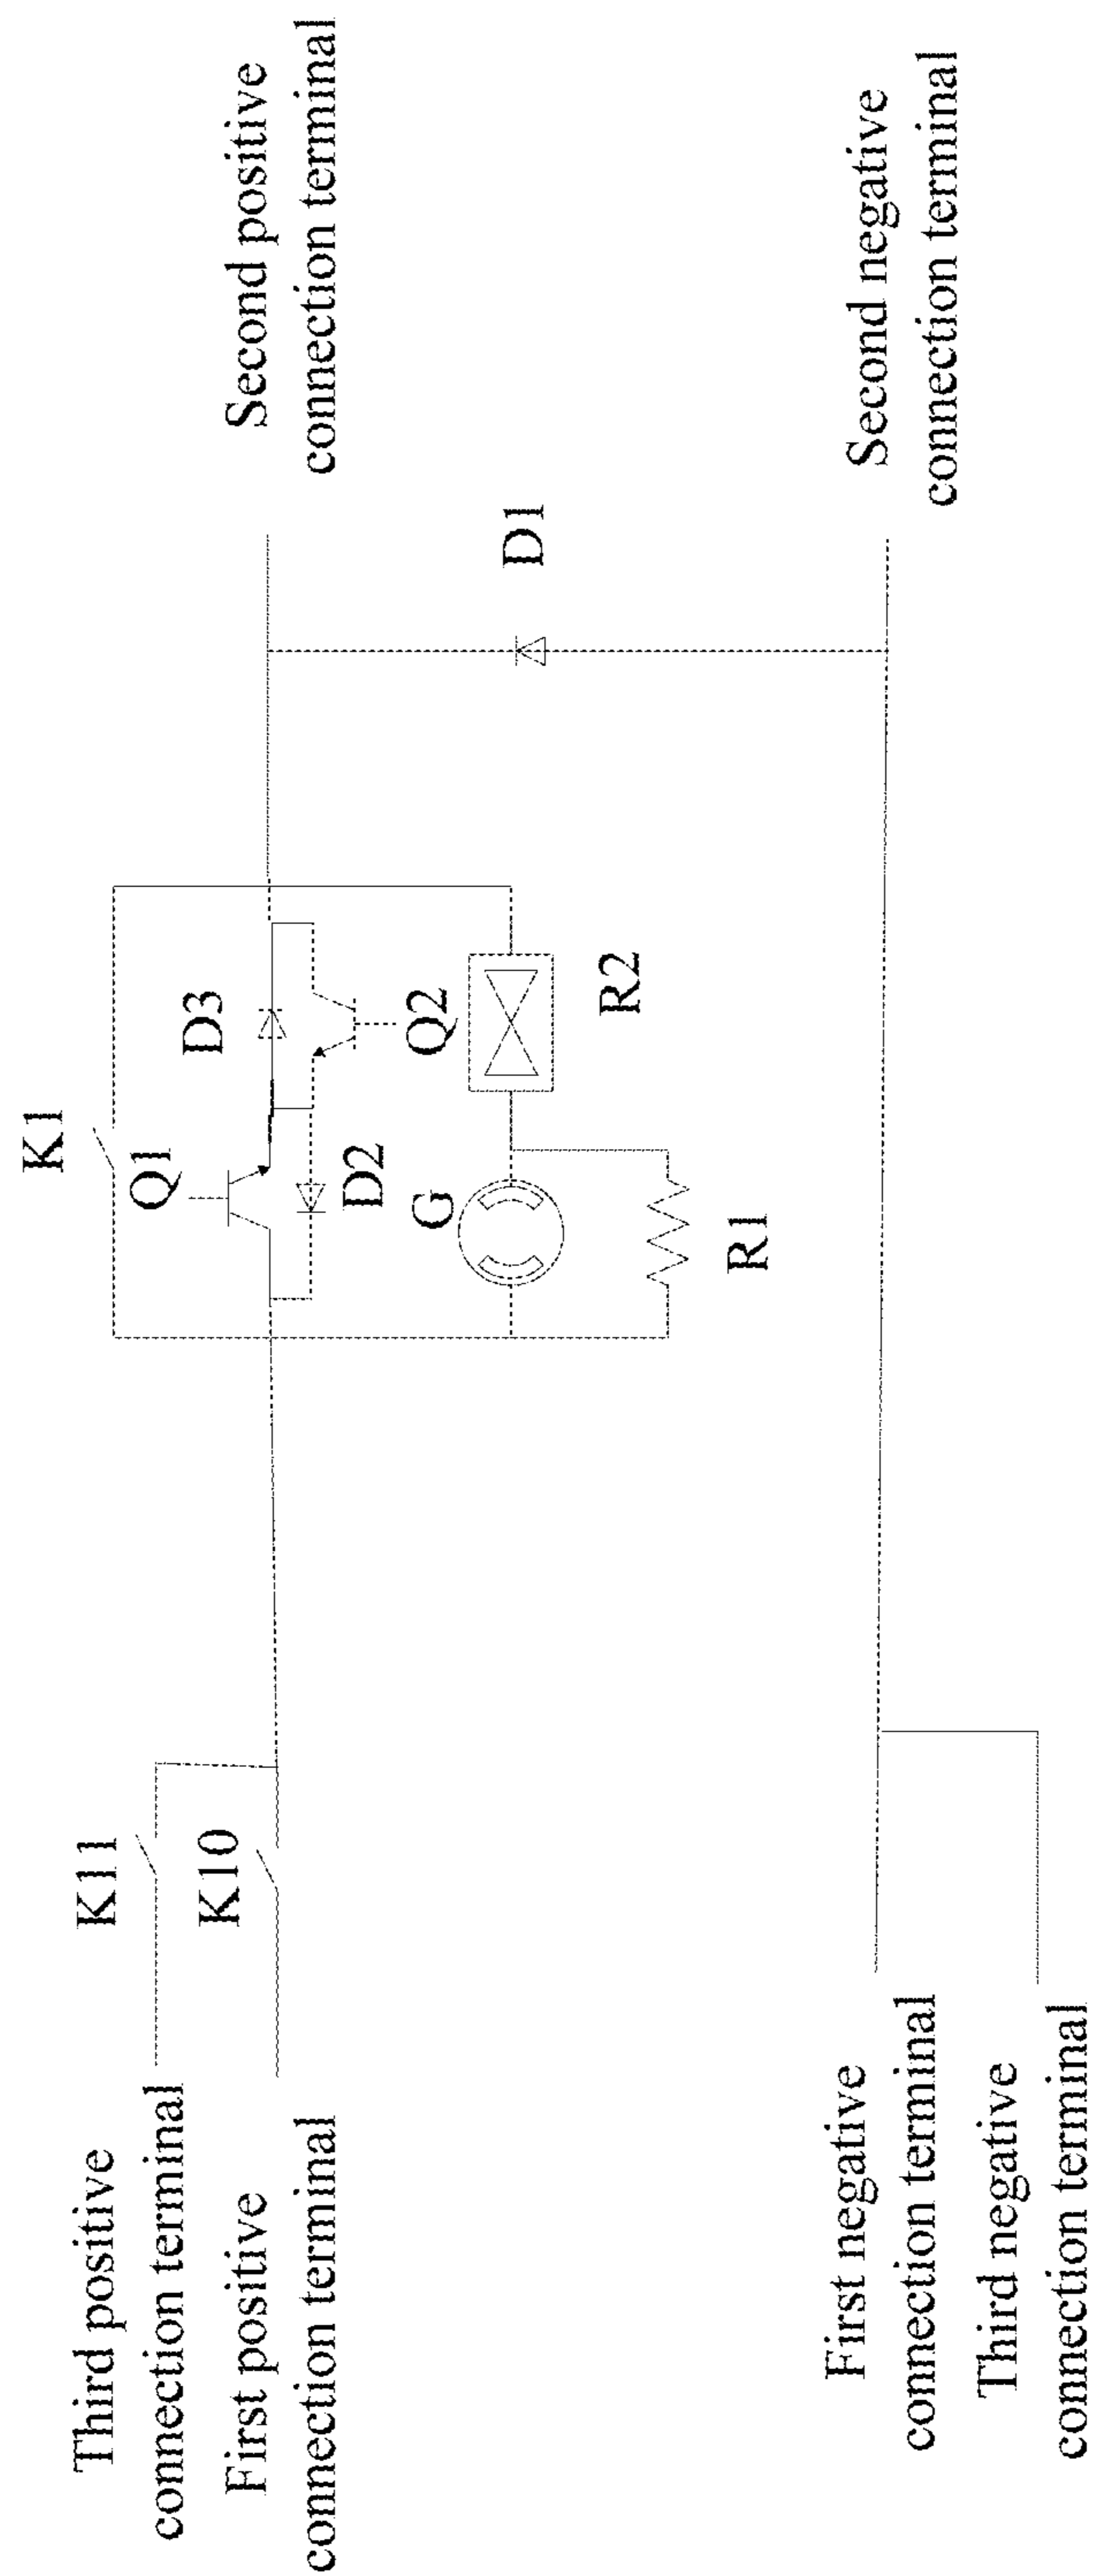 Third positive
connection terminal
First positive
connection terminal
K11
K10
K1
Q1
D3
D2
Q2
G
R2
R1
D1
Second positive
connection terminal
First negative
connection terminal
Third negative
connection terminal
Second negative
connection terminal